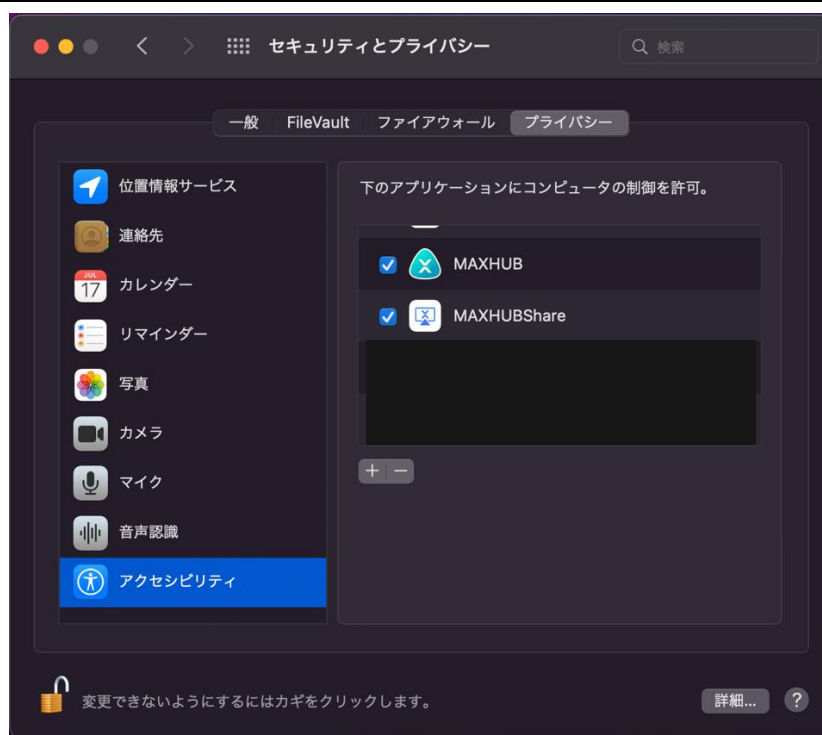 セキュリティとプライバシー
検索
一般
FileVault
ファイアウォール
プライバシー
位置情報サービス
連絡先
JUL
17
カレンダー
リマインダー
写真
カメラ
マイク
音声認識
アクセシビリティ
下のアプリケーションにコンピュータの制御を許可。
MAXHUB
MAXHUBShare
変更できないようにするにはカギをクリックします。
詳細...
?